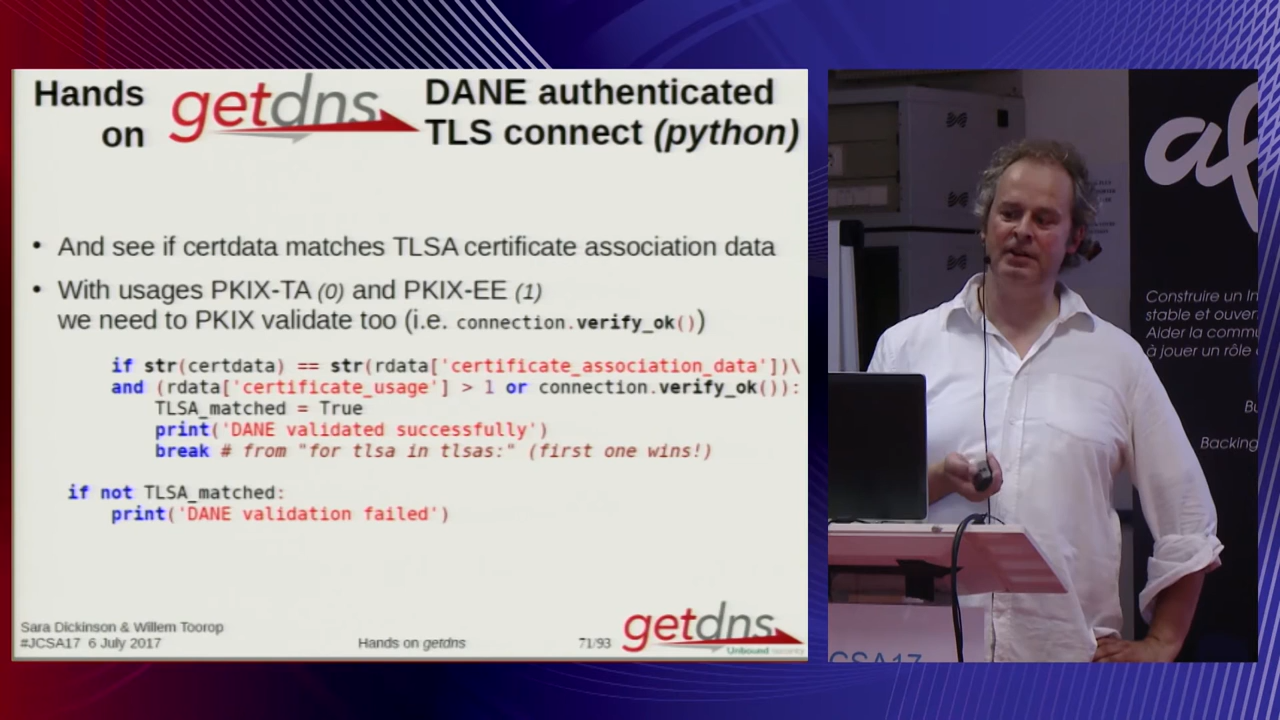 Hands
on
getdns
DANE authenticated
TLS connect (python)
• And see if certdata matches TLSA certificate association data
• With usages PKIX-TA (0) and PKIX-EE (1)
we need to PKIX validate too (i.e. connection.verify_ok())
if str(certdata) == str(rdata['certificate_association_data'])\
and (rdata['certificate_usage'] > 1 or connection.verify_ok()):
TLSA_matched = True
print('DANE validated successfully')
break # from "for tlsa in tlsas:" (first one wins!)
if not TLSA_matched:
print('DANE validation failed')
Sara Dickinson & Willem Toorop
#JCSA17 6 July 2017
Hands on getdns
71/93
getdns
Unbound security
af
Construire un In
stable et ouver
Aider la commu
à jouer un rôle
Bu
Backing
CSA17